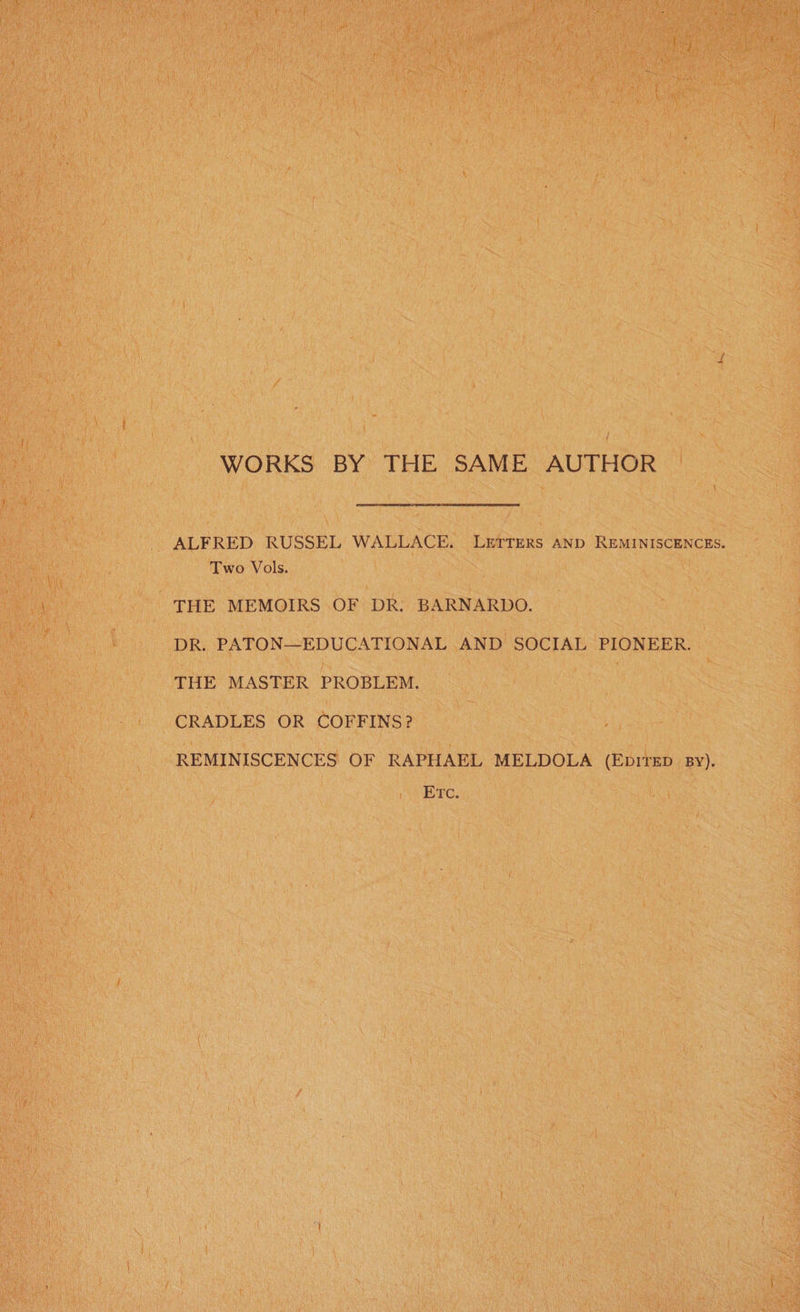 WORKS BY THE SAME AUTHOR
ALFRED RUSSEL WALLACE. LETTERS AND REMINISCENCES.
Two Vols.
THE MEMOIRS OF DR. BARNARDO.
DR. PATON—EDUCATIONAL AND SOCIAL PIONEER.
THE MASTER PROBLEM.
CRADLES OR COFFINS?
REMINISCENCES OF RAPHAEL MELDOLA (EDITED BY).
ETC.